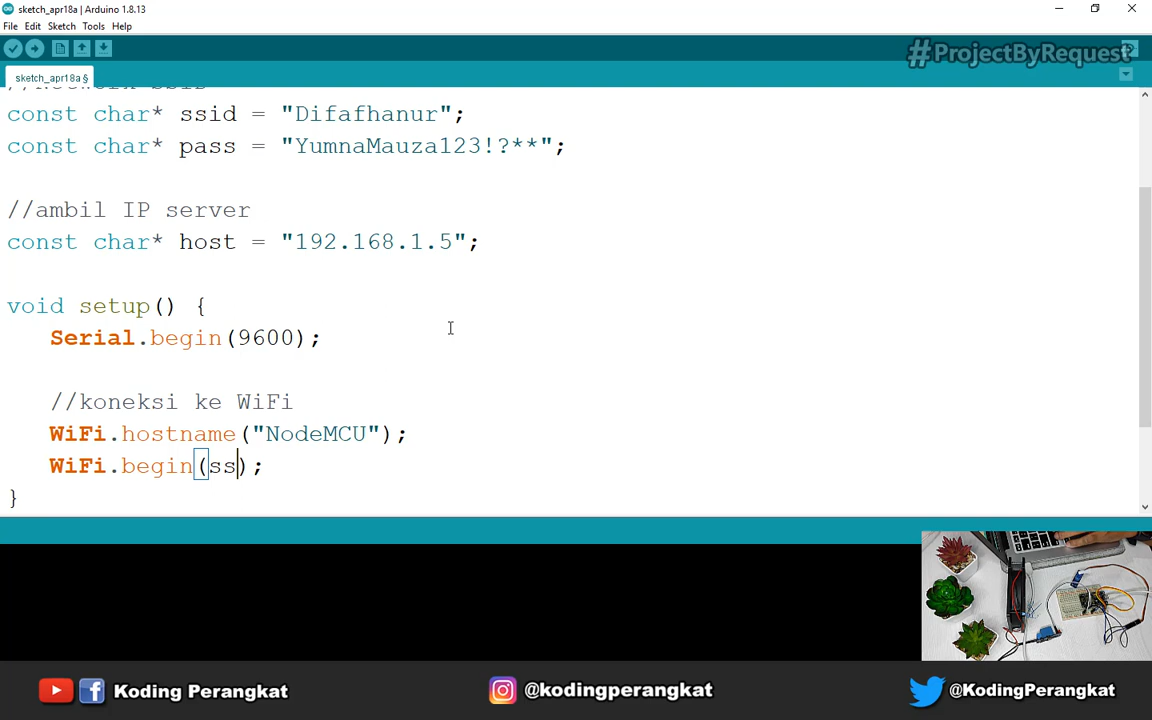 sketch_apr18a | Arduino 1.8.13
File Edit Sketch Tools Help
#ProjectByRequest
sketch_apr18a §
//Network SSID
const char* ssid = "Difafhanur";
const char* pass = "YumnaMauza123!?**";
//ambil IP server
const char* host = "192.168.1.5";
void setup() {
Serial.begin(9600);
//koneksi ke WiFi
WiFi.hostname("NodeMCU");
WiFi.begin(ss);
}
Koding Perangkat
@kodingperangkat
@KodingPerangkat